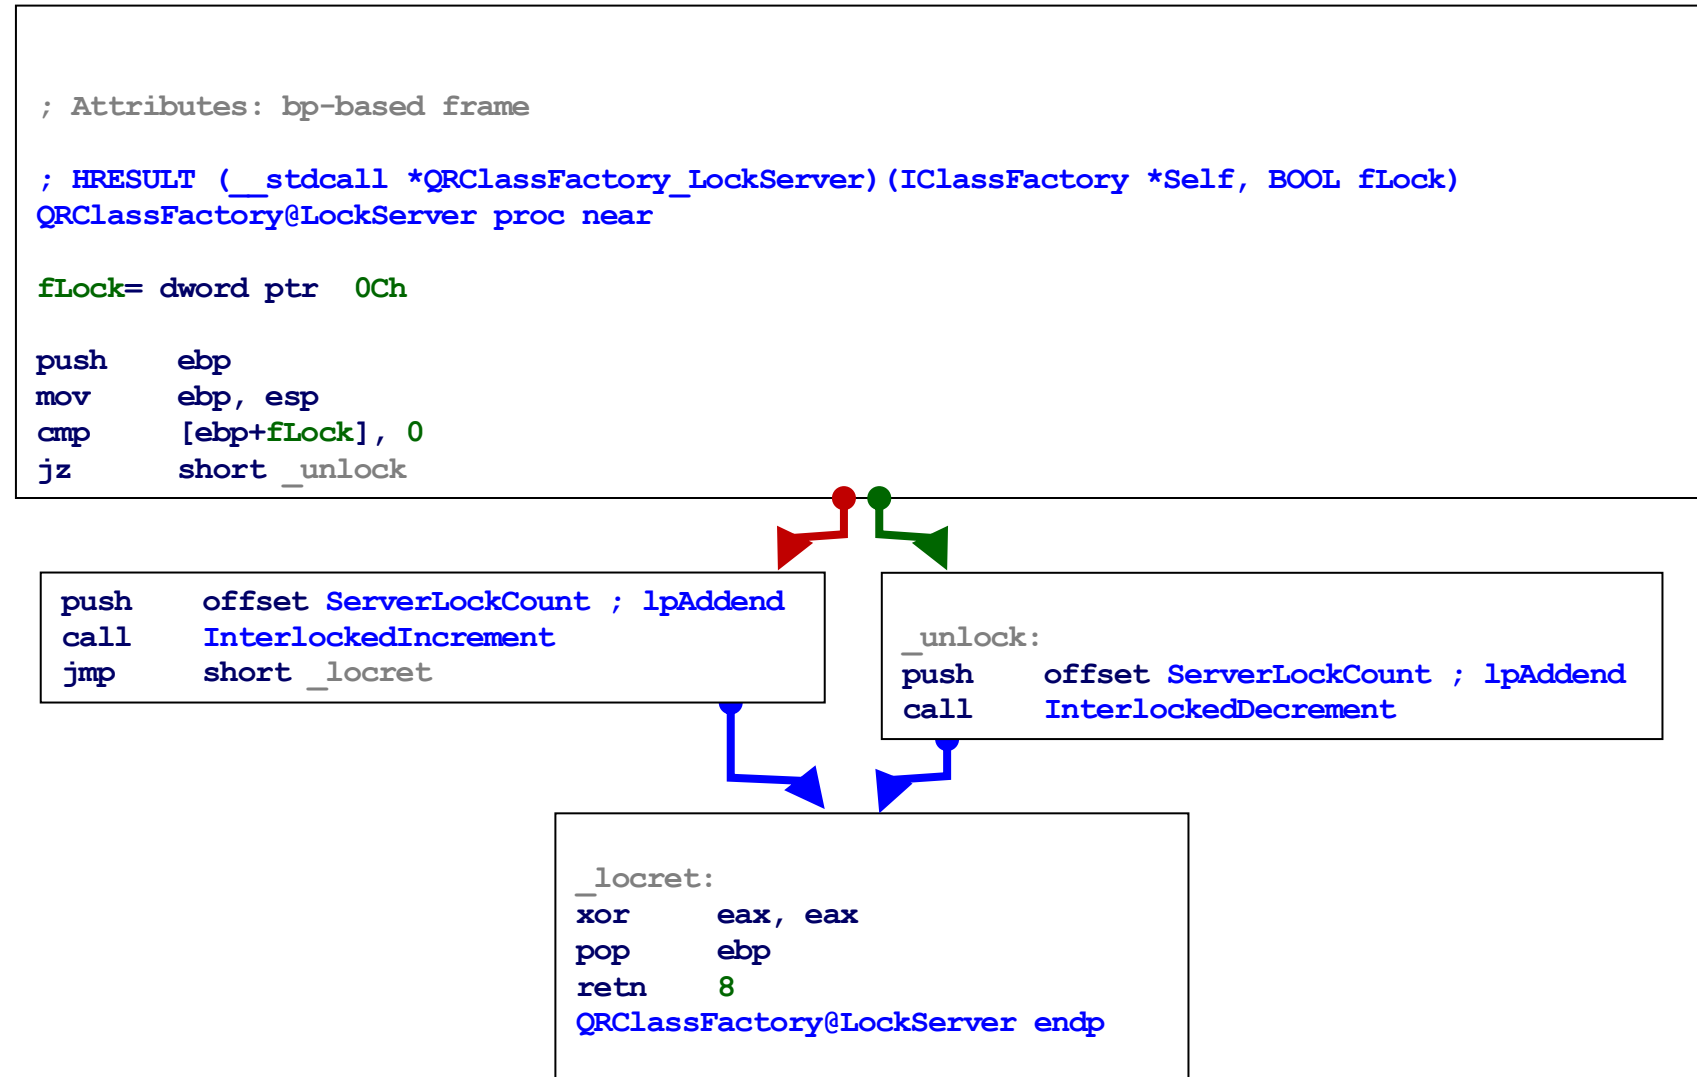 ; Attributes: bp-based frame
; HRESULT (__stdcall *QRClassFactory_LockServer)(IClassFactory *Self, BOOL fLock)
QRClassFactory@LockServer proc near
fLock= dword ptr  0Ch
push    ebp
mov     ebp, esp
cmp     [ebp+fLock], 0
jz      short _unlock
push    offset ServerLockCount ; lpAddend
call    InterlockedIncrement
jmp     short _locret
_unlock:
push    offset ServerLockCount ; lpAddend
call    InterlockedDecrement
_locret:
xor     eax, eax
pop     ebp
retn    8
QRClassFactory@LockServer endp